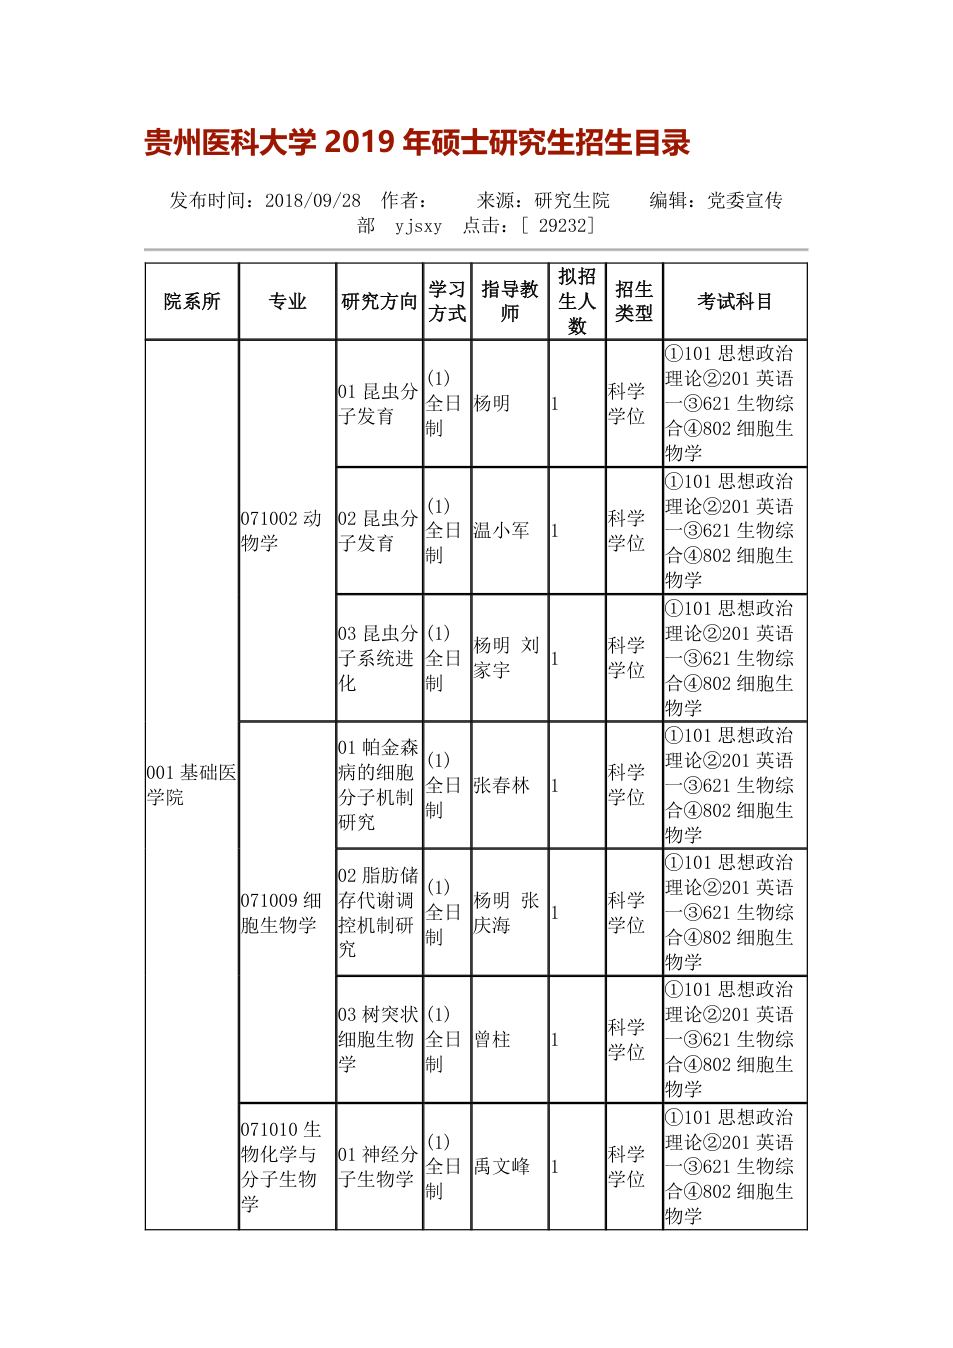 贵州医科大学 2019 年硕士研究生招生目录
发布时间：2018/09/28 作者： 来源：研究生院 编辑：党委宣传
部 yjsxy 点击：[ 29232]
院系所
专业
研究方向
学习
方式
指导教
师
拟招
生人
数
招生
类型
考试科目
001 基础医
学院
071002 动
物学
01 昆虫分
子发育
(1)
全日
制
杨明
1
科学
学位
①101 思想政治
理论②201 英语
一③621 生物综
合④802 细胞生
物学
02 昆虫分
子发育
(1)
全日
制
温小军
1
科学
学位
①101 思想政治
理论②201 英语
一③621 生物综
合④802 细胞生
物学
03 昆虫分
子系统进
化
(1)
全日
制
杨明 刘
家宇
1
科学
学位
①101 思想政治
理论②201 英语
一③621 生物综
合④802 细胞生
物学
071009 细
胞生物学
01 帕金森
病的细胞
分子机制
研究
(1)
全日
制
张春林
1
科学
学位
①101 思想政治
理论②201 英语
一③621 生物综
合④802 细胞生
物学
02 脂肪储
存代谢调
控机制研
究
(1)
全日
制
杨明 张
庆海
1
科学
学位
①101 思想政治
理论②201 英语
一③621 生物综
合④802 细胞生
物学
03 树突状
细胞生物
学
(1)
全日
制
曾柱
1
科学
学位
①101 思想政治
理论②201 英语
一③621 生物综
合④802 细胞生
物学
071010 生
物化学与
分子生物
学
01 神经分
子生物学
(1)
全日
制
禹文峰
1
科学
学位
①101 思想政治
理论②201 英语
一③621 生物综
合④802 细胞生
物学